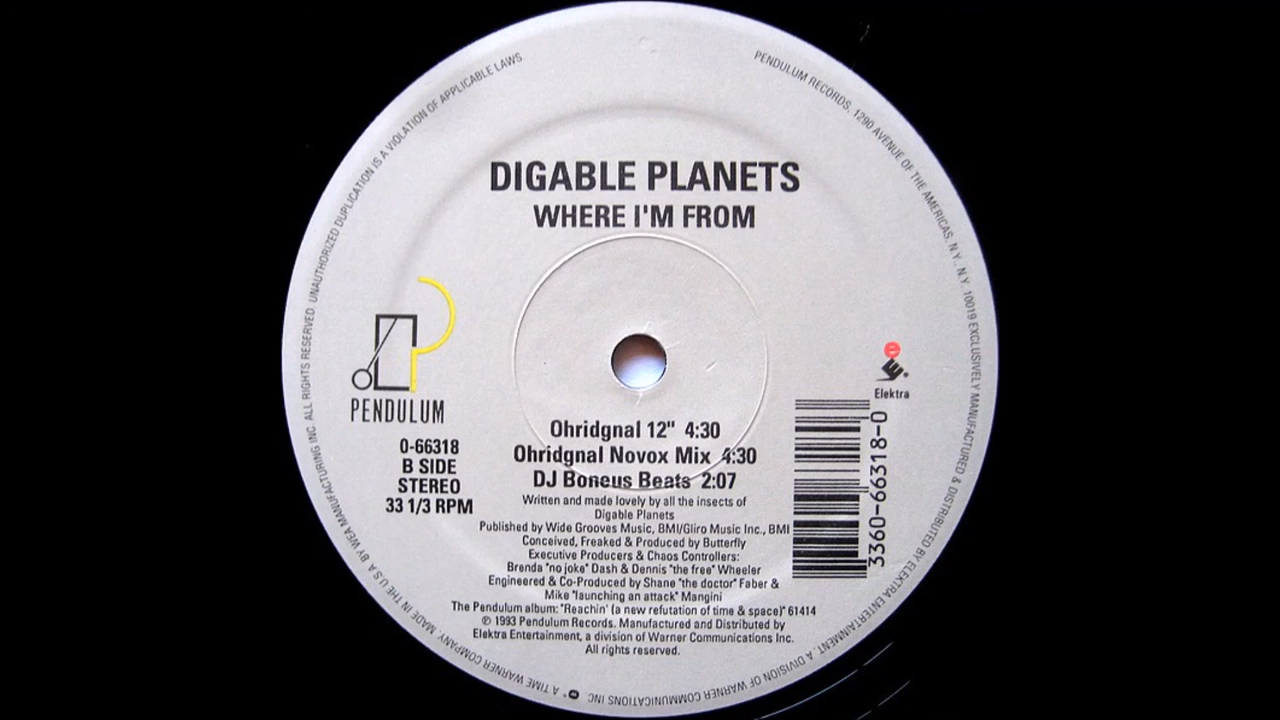 UNAUTHORIZED DUPLICATION IS A VIOLATION OF APPLICABLE LAWS
PENDULUM RECORDS, 1290 AVENUE OF THE AMERICAS, N.Y., N.Y. 10019 EXCLUSIVELY MANUFACTURED & DISTRIBUTED BY ELEKTRA ENTERTAINMENT, A DIVISION OF WARNER COMMUNICATIONS INC.
A TIME WARNER COMPANY. MADE IN THE U.S.A BY WEA MANUFACTURING INC. ALL RIGHTS RESERVED.
DIGABLE PLANETS
WHERE I'M FROM
PENDULUM
0-66318
B SIDE
STEREO
33 1/3 RPM
Elektra
3360-66318-0
Ohridgnal 12" 4:30
Ohridgnal Novox Mix 4:30
DJ Boneus Beats 2:07
Written and made lovely by all the insects of
Digable Planets
Published by Wide Grooves Music, BMI/Gliro Music Inc., BMI
Conceived, Freaked & Produced by Butterfly
Executive Producers & Chaos Controllers:
Brenda "no joke" Dash & Dennis "the free" Wheeler
Engineered & Co-Produced by Shane "the doctor" Faber &
Mike "launching an attack" Mangini
The Pendulum album: "Reachin' (a new refutation of time & space)" 61414
℗ 1993 Pendulum Records. Manufactured and Distributed by
Elektra Entertainment, a division of Warner Communications Inc.
All rights reserved.